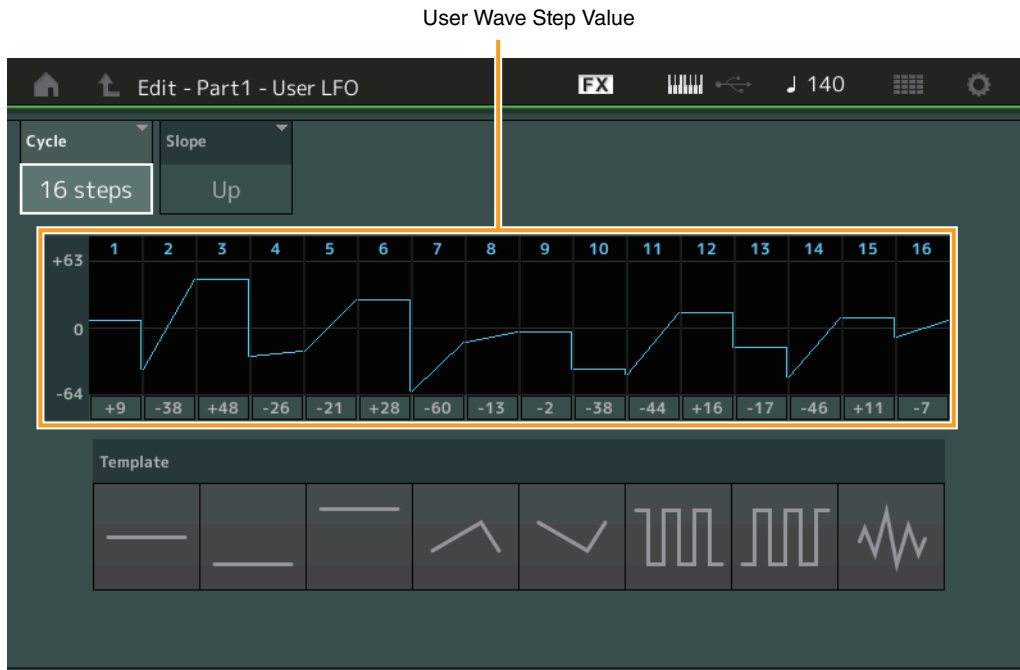 User Wave Step Value
Edit - Part1 - User LFO FX 140
Cycle Slope
16 steps Up
1 2 3 4 5 6 7 8 9 10 11 12 13 14 15 16
+63
0
-64
+9 -38 +48 -26 -21 +28 -60 -13 -2 -38 -44 +16 -17 -46 +11 -7
Template